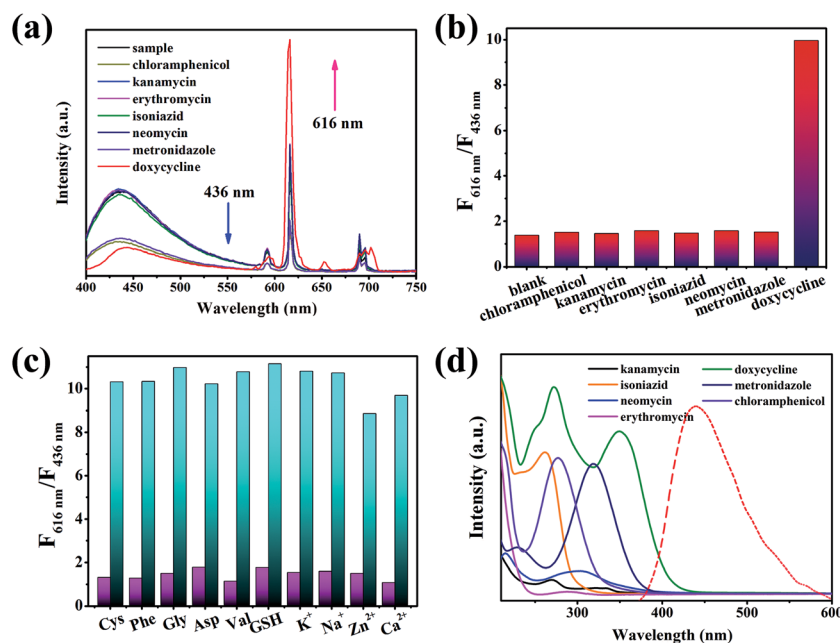 (a)
Intensity (a.u.)
sample
chloramphenicol
kanamycin
erythromycin
isoniazid
neomycin
metronidazole
doxycycline
436 nm
616 nm
400 450 500 550 600 650 700 750
Wavelength (nm)
(b)
F616 nm/F436 nm
10
8
6
4
2
0
blank
chloramphenicol
kanamycin
erythromycin
isoniazid
neomycin
metronidazole
doxycycline
(c)
F616 nm/F436 nm
12
10
8
6
4
2
0
Cys Phe Gly Asp Val GSH K+ Na+ Zn2+ Ca2+
(d)
Intensity (a.u.)
kanamycin
isoniazid
neomycin
erythromycin
doxycycline
metronidazole
chloramphenicol
300 400 500 600
Wavelength (nm)